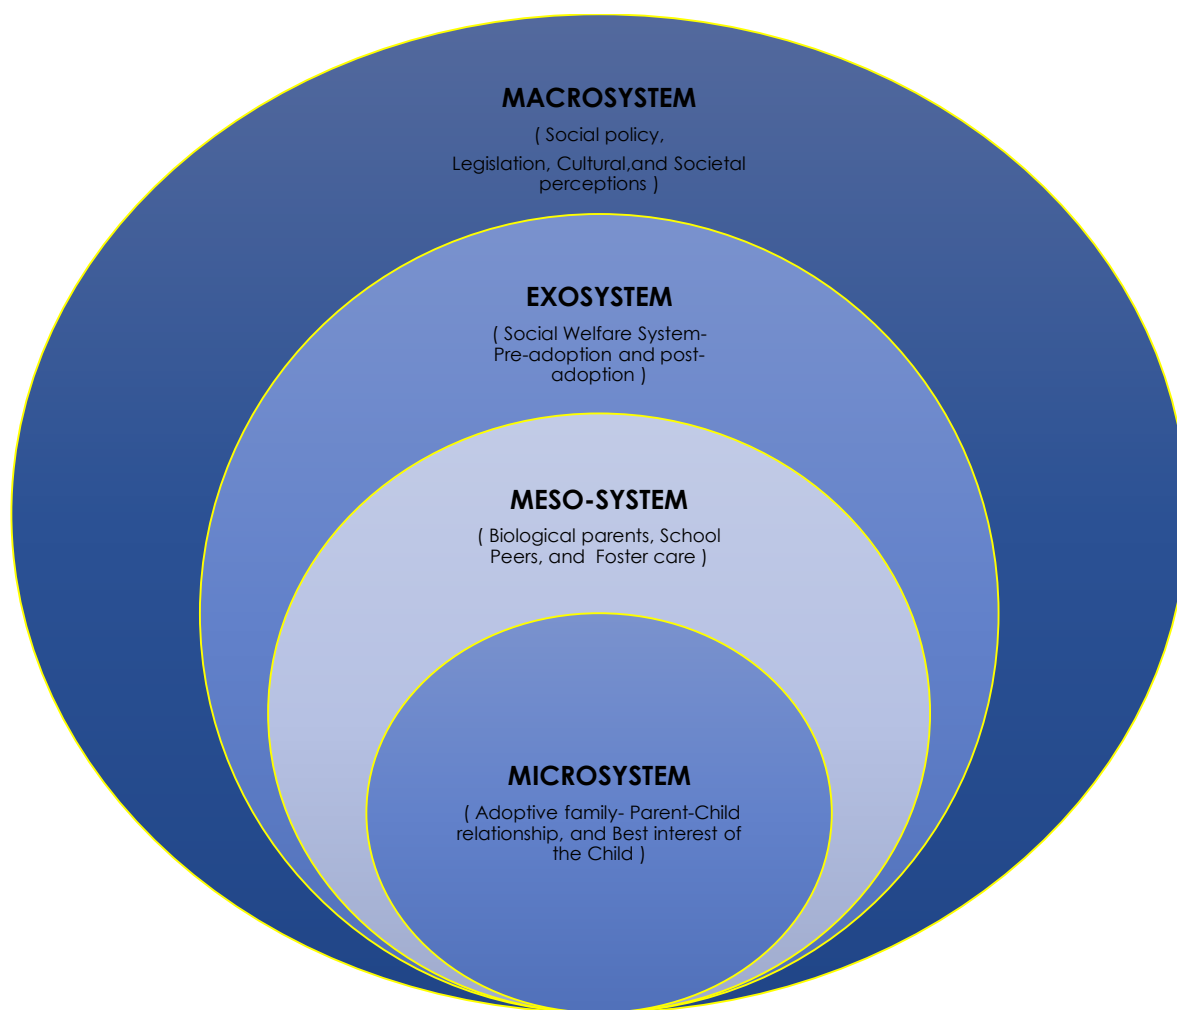 MACROSYSTEM
( Social policy,
Legislation, Cultural,and Societal
perceptions )
EXOSYSTEM
( Social Welfare System-
Pre-adoption and post-
adoption )
MESO-SYSTEM
( Biological parents, School
Peers, and  Foster care )
MICROSYSTEM
( Adoptive family- Parent-Child
relationship, and Best interest of
the Child )